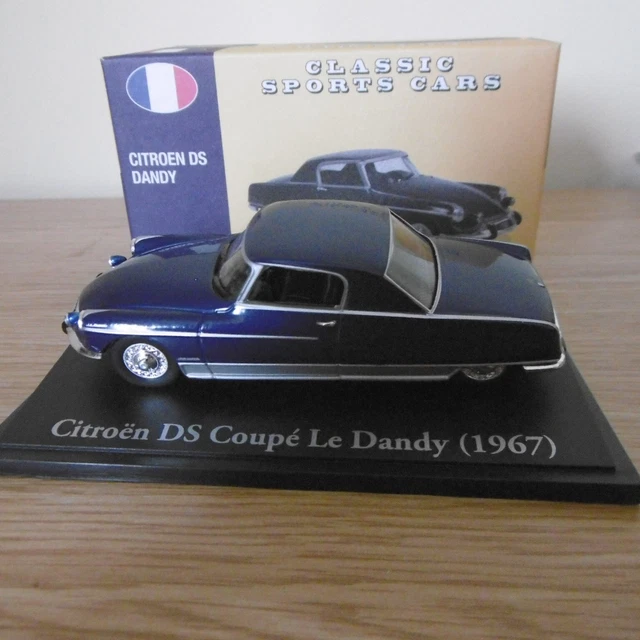 CLASSIC
SPORTS CARS
CITROEN DS
DANDY
Citroën DS Coupé Le Dandy (1967)